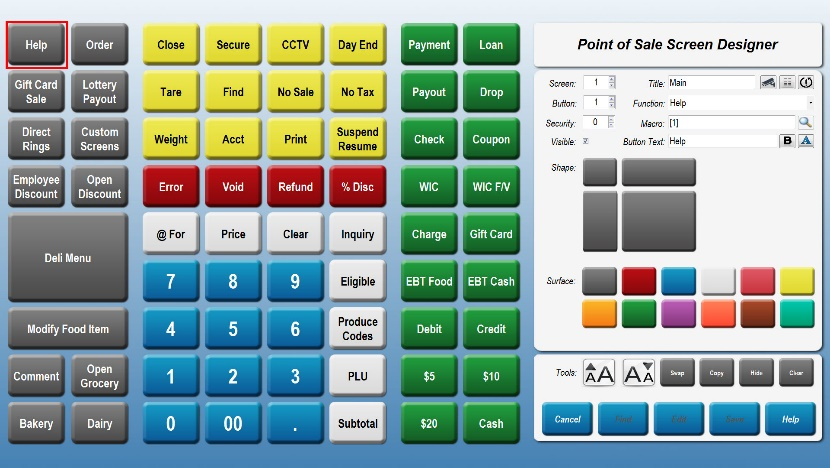 Help
Order
Close
Secure
CCTV
Day End
Payment
Loan
Gift Card
Sale
Lottery
Payout
Tare
Find
No Sale
No Tax
Payout
Drop
Direct
Rings
Custom
Screens
Weight
Acct
Print
Suspend
Resume
Check
Coupon
Employee
Discount
Open
Discount
Error
Void
Refund
% Disc
WIC
WIC F/V
Deli Menu
@ For
Price
Clear
Inquiry
Charge
Gift Card
7
8
9
Eligible
EBT Food
EBT Cash
Modify Food Item
4
5
6
Produce
Codes
Debit
Credit
Comment
Open
Grocery
1
2
3
PLU
$5
$10
Bakery
Dairy
0
00
.
Subtotal
$20
Cash
Point of Sale Screen Designer
Screen: 1 Title: Main
Button: 1 Function: Help
Security: 0 Macro: [1]
Visible: Button Text: Help B A
Shape:
Surface:
Tools: AA AA Swap Copy Hide Clear
Cancel
Edit
Save
Help